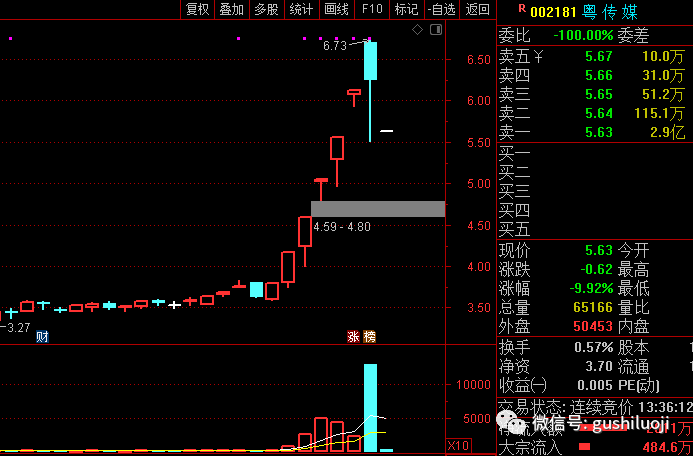 复权 叠加 多股 统计 画线 F10 标记 -自选 返回
R 002181 粤传媒
6.73
6.50
6.00
5.50
5.00
4.50
4.00
3.50
4.59 - 4.80
3.27
财
涨 榜
10000
5000
X10
委比 -100.00% 委差
卖五￥ 5.67 10.0万
卖四 5.66 31.0万
卖三 5.65 51.2万
卖二 5.64 115.1万
卖一 5.63 2.9亿
买一
买二
买三
买四
买五
现价 5.63 今开
涨跌 -0.62 最高
涨幅 -9.92% 最低
总量 65166 量比
外盘 50453 内盘
换手 0.57% 股本 1
净资 3.70 流通
收益㈠ 0.005 PE(动)
交易状态: 连续竞价 13:36:12
微信号: gushiluoji
大宗流入 484.6万